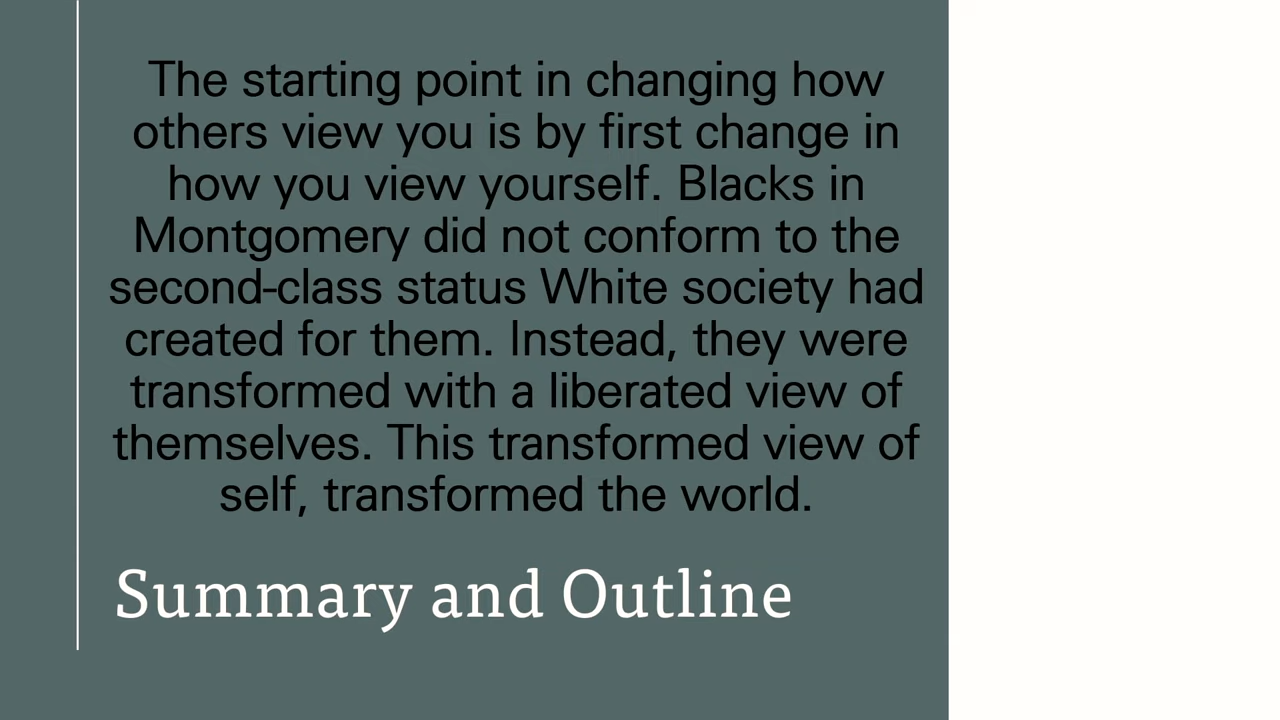 The starting point in changing how
others view you is by first change in
how you view yourself. Blacks in
Montgomery did not conform to the
second-class status White society had
created for them. Instead, they were
transformed with a liberated view of
themselves. This transformed view of
self, transformed the world.
Summary and Outline